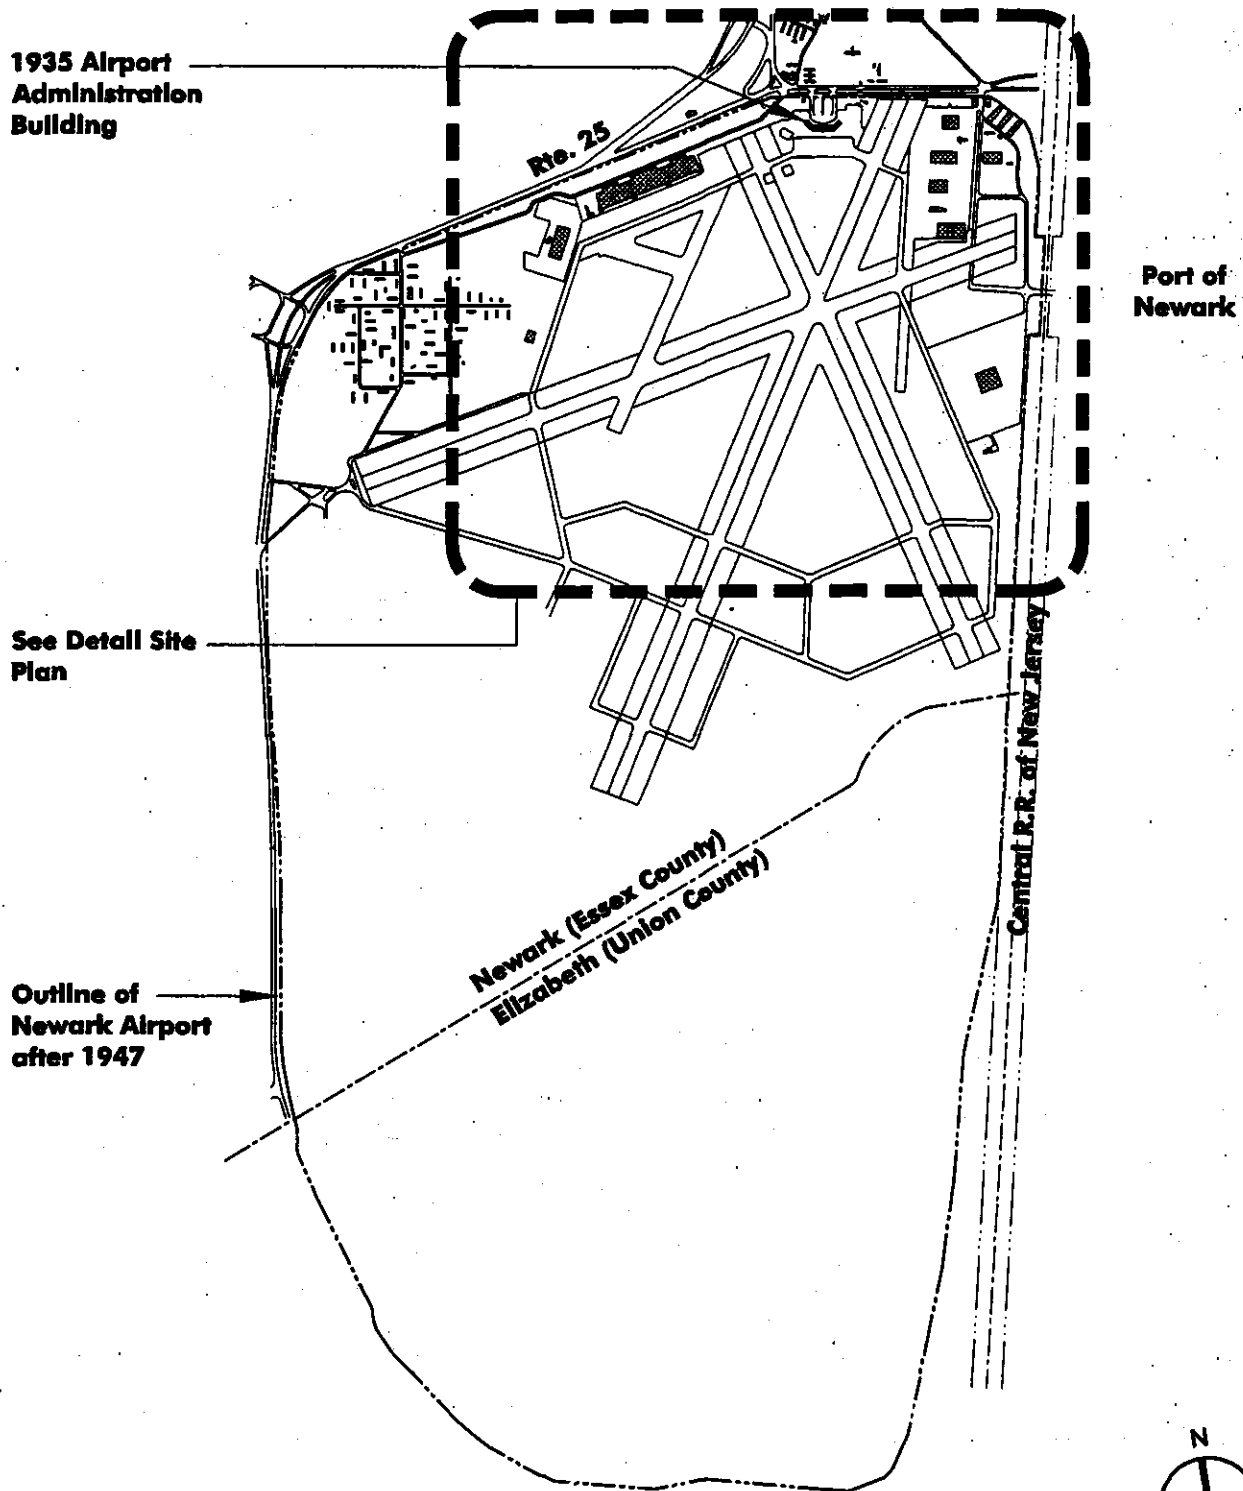 1935 Airport
Administration
Building
Rte. 25
Port of
Newark
See Detail Site
Plan
Central R.R. of New Jersey
Newark (Essex County)
Elizabeth (Union County)
Outline of
Newark Airport
after 1947
N